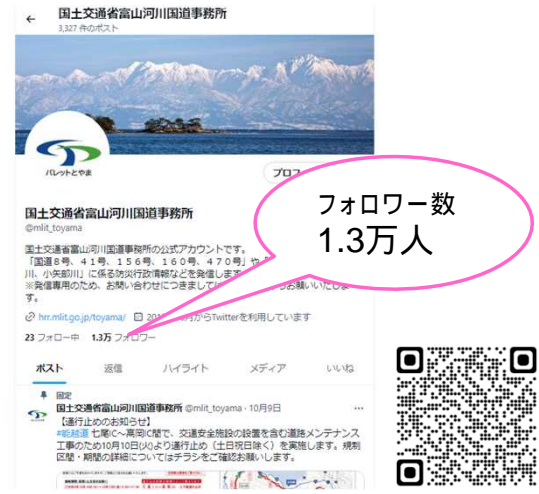 国土交通省富山河川国道事務所
3,327 件のポスト
パレットとやま
プロフ
フォロワー数
1.3万人
国土交通省富山河川国道事務所
@mlit_toyama
国土交通省富山河川国道事務所の公式アカウントです。
「国道8号、41号、156号、160号、470号」や
川、小矢部川」に係る防災行政情報などを発信します
※発信専用のため、お問い合わせにつきましては
らお願いいたしま
す。
hrr.mlit.go.jp/toyama/
201
月からTwitterを利用しています
23 フォロー中 1.3万 フォロワー
ポスト 返信 ハイライト メディア いいね
固定
国土交通省富山河川国道事務所 @mlit_toyama · 10月9日
【通行止めのお知らせ】
#能越道 七尾IC～高岡IC間で、交通安全施設の設置を含む道路メンテナンス
工事のため10月10日(火)より通行止め（土日祝日除く）を実施します。規制
区間・期間の詳細についてはチラシをご確認お願いします。